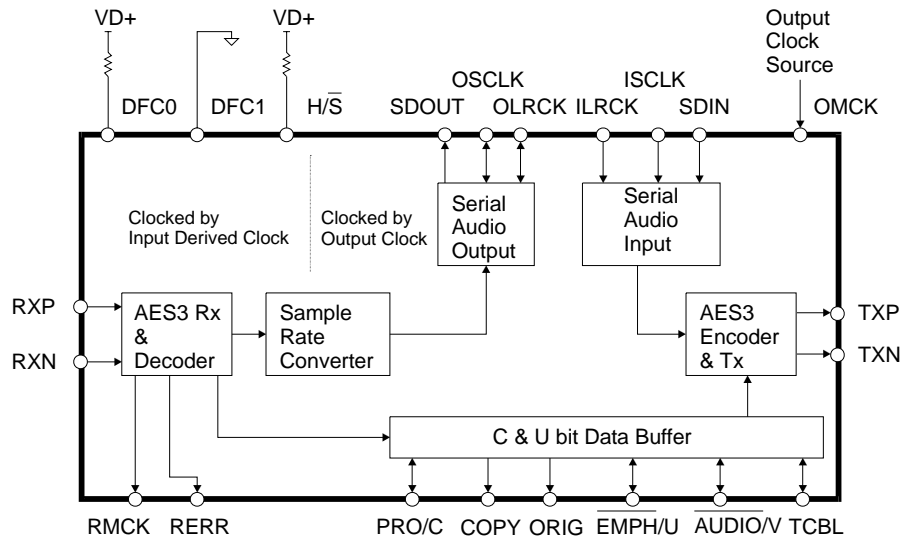 VD+
VD+
Output
Clock
Source
OSCLK
ISCLK
DFC0
DFC1
H/S̅
SDOUT
OLRCK
ILRCK
SDIN
OMCK
Clocked by
Input Derived Clock
Clocked by
Output Clock
Serial
Audio
Output
Serial
Audio
Input
RXP
RXN
AES3 Rx
&
Decoder
Sample
Rate
Converter
AES3
Encoder
& Tx
TXP
TXN
C & U bit Data Buffer
RMCK
RERR
PRO/C
COPY
ORIG
E̅M̅P̅H̅/U
A̅U̅D̅I̅O̅/V
TCBL